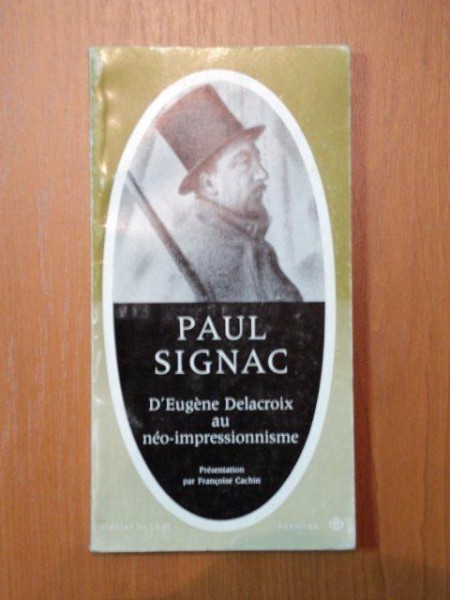 PAUL
SIGNAC
D'Eugène Delacroix
au
néo-impressionnisme
Présentation
par Françoise Cachin
HERMANN